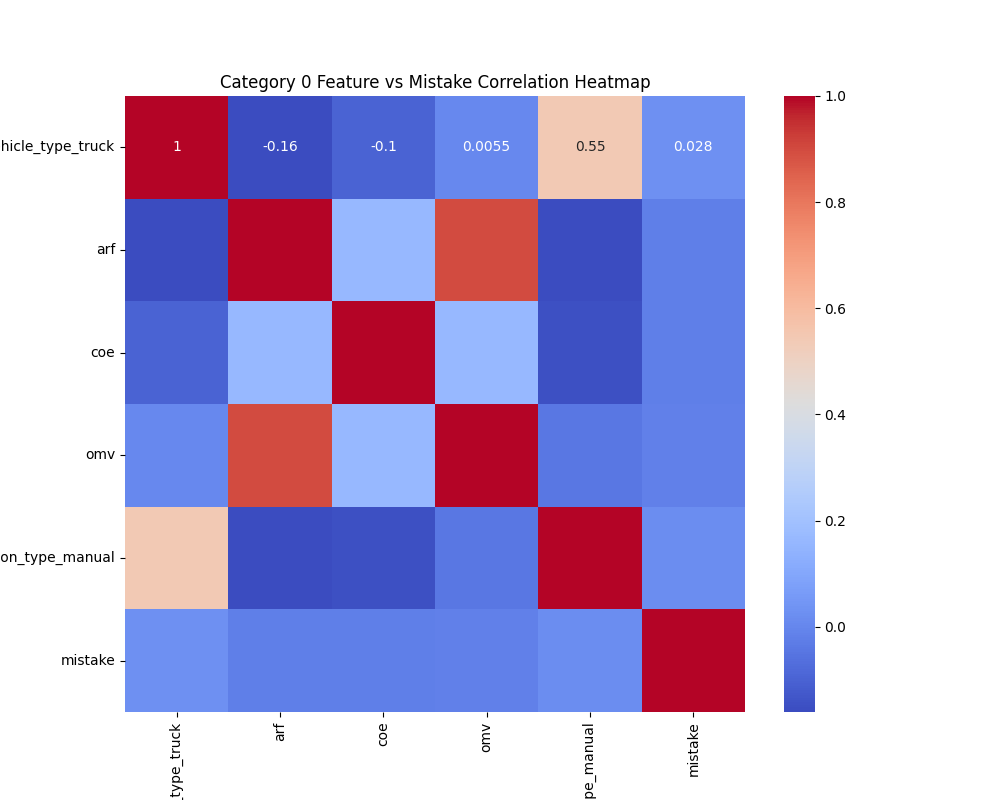 Category 0 Feature vs Mistake Correlation Heatmap
hicle_type_truck 1 -0.16 -0.1 0.0055 0.55 0.028
arf
coe
omv
on_type_manual
mistake
_type_truck arf coe omv pe_manual mistake
1.0
0.8
0.6
0.4
0.2
0.0